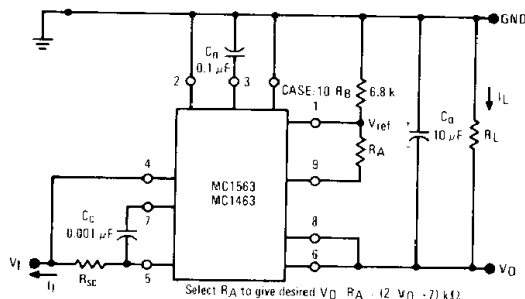 GND
Cn
0.1 µF
2
3
CASE: 10
RB
6.8 k
1
Vref
RA
Co
10 µF
+
−
IL
RL
MC1563
MC1463
4
9
7
CC
0.001 µF
8
6
VI
II
RSC
5
VO
Select RA to give desired VO RA (2 VO -7) kΩ